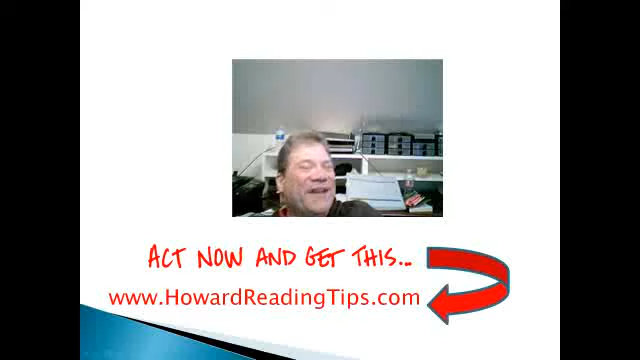 ACT NOW AND GET THIS...
www.HowardReadingTips.com